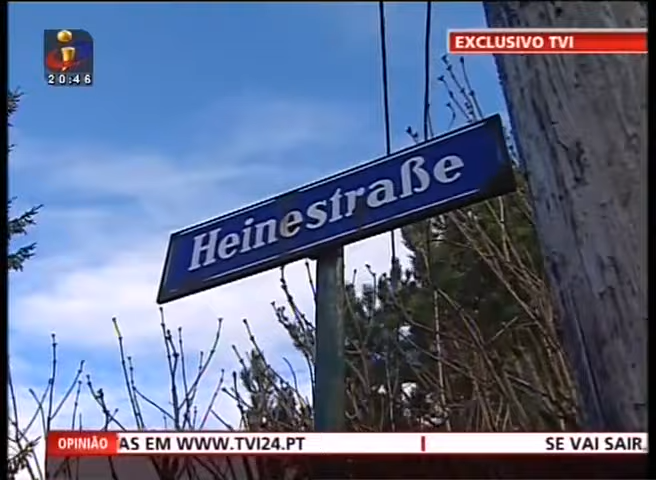 EXCLUSIVO TVI
20:46
Heinestraße
OPINIÃO
AS EM WWW.TVI24.PT
SE VAI SAIR,